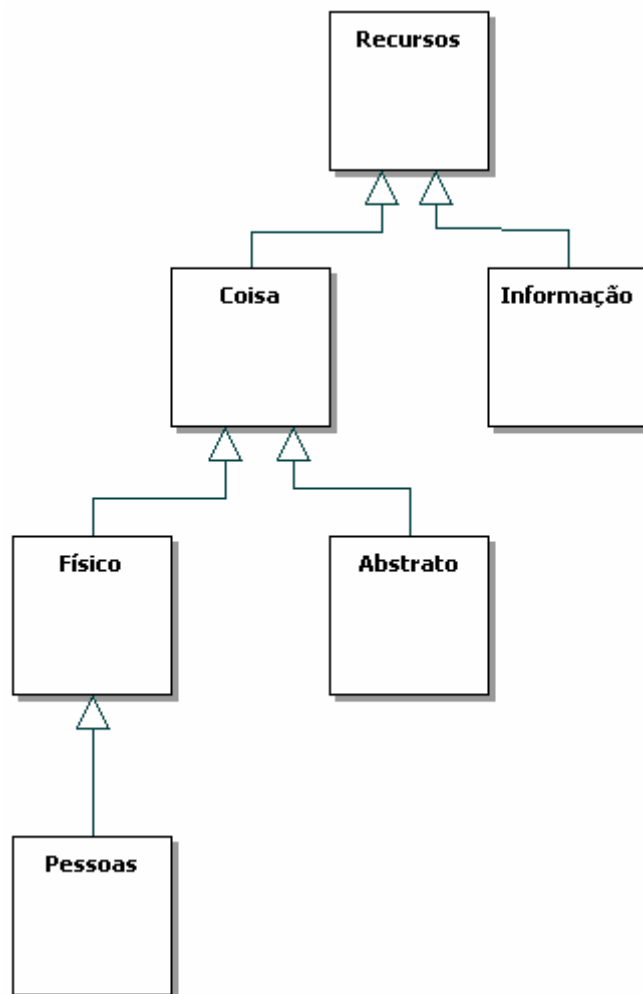 Recursos
Coisa
Informação
Físico
Abstrato
Pessoas